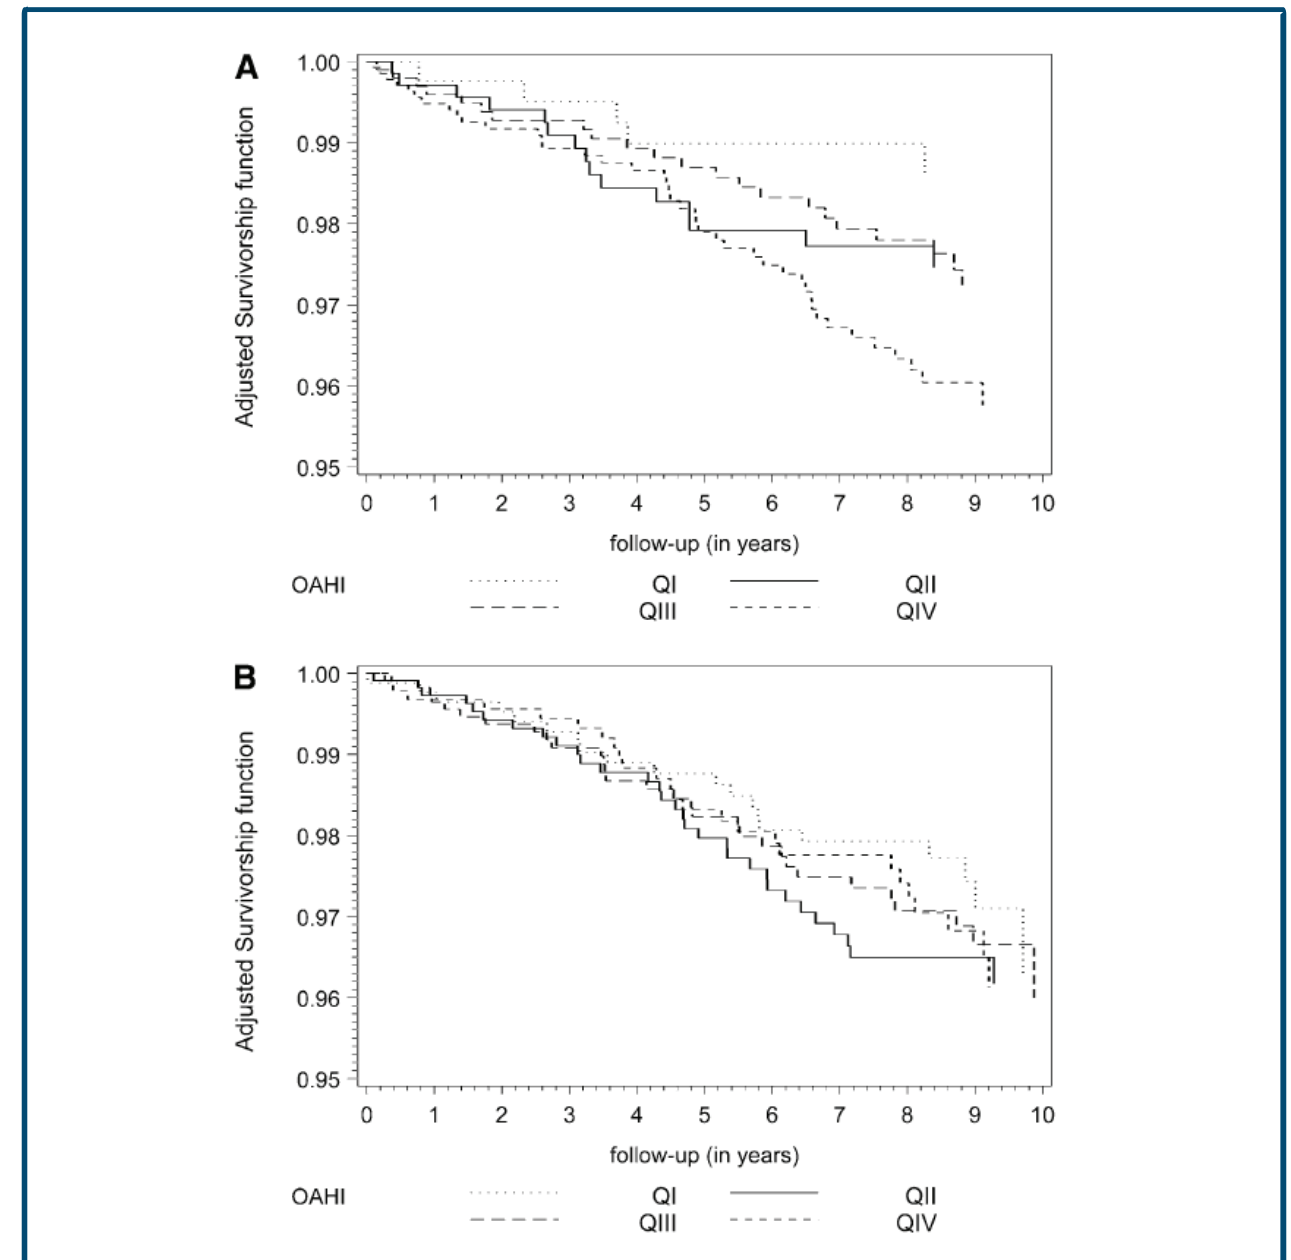 A
Adjusted Survivorship function
1.00
0.99
0.98
0.97
0.96
0.95
0 1 2 3 4 5 6 7 8 9 10
follow-up (in years)
OAHI QI QII
QIII QIV
B
Adjusted Survivorship function
1.00
0.99
0.98
0.97
0.96
0.95
0 1 2 3 4 5 6 7 8 9 10
follow-up (in years)
OAHI QI QII
QIII QIV